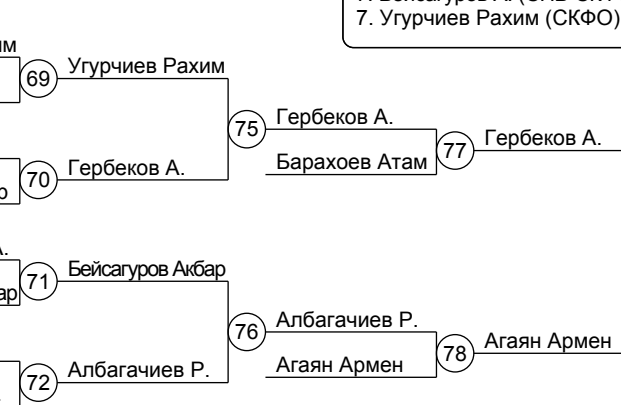 7. Угурчиев Рахим (СКФО)
69
Угурчиев Рахим
Гербеков А.
75
Барахоев Атам
77
Гербеков А.
70
Гербеков А.
71
Бейсагуров Акбар
Албагачиев Р.
76
Агаян Армен
78
Агаян Армен
72
Албагачиев Р.